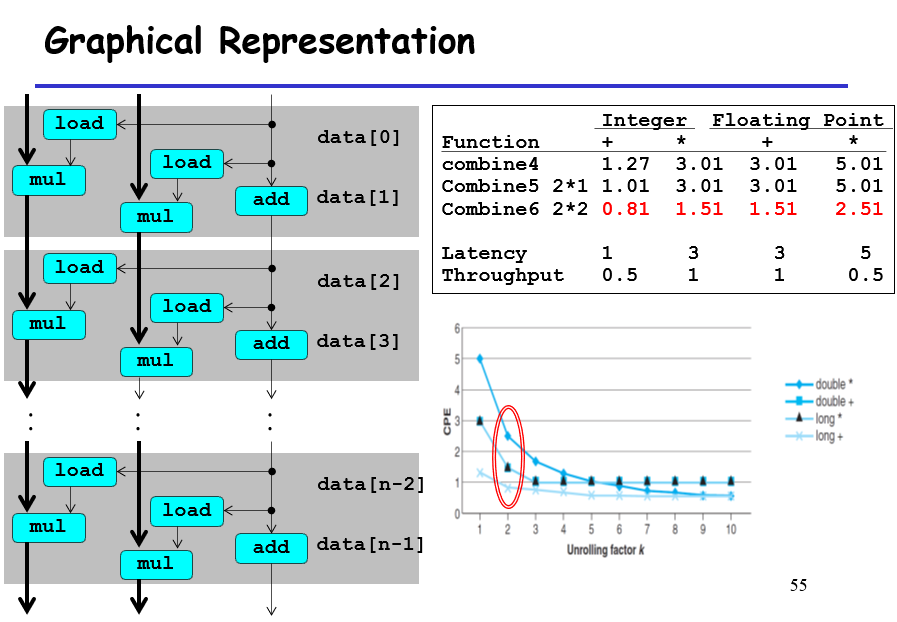 Graphical Representation
load
data[0]
load
mul
add
data[1]
mul
load
data[2]
load
mul
add
data[3]
mul
: : :
load
data[n-2]
load
mul
add
data[n-1]
mul
Integer Floating Point
Function + * + *
combine4 1.27 3.01 3.01 5.01
Combine5 2*1 1.01 3.01 3.01 5.01
Combine6 2*2 0.81 1.51 1.51 2.51
Latency 1 3 3 5
Throughput 0.5 1 1 0.5
6
5
4
3
2
1
0
CPE
1 2 3 4 5 6 7 8 9 10
Unrolling factor k
double *
double +
long *
long +
55